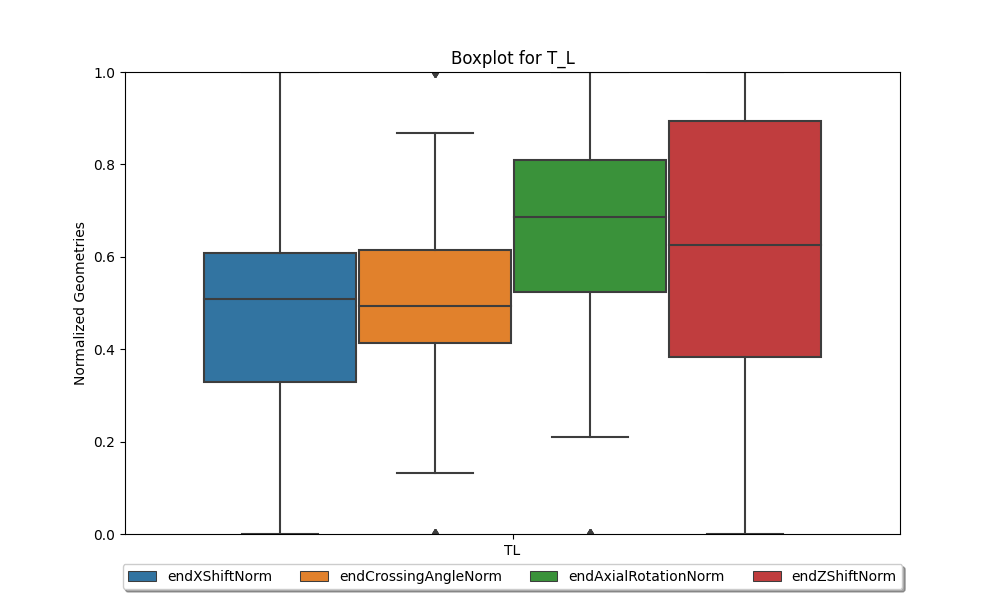 Boxplot for T_L
1.0
0.8
0.6
0.4
0.2
0.0
Normalized Geometries
TL
endXShiftNorm endCrossingAngleNorm endAxialRotationNorm endZShiftNorm